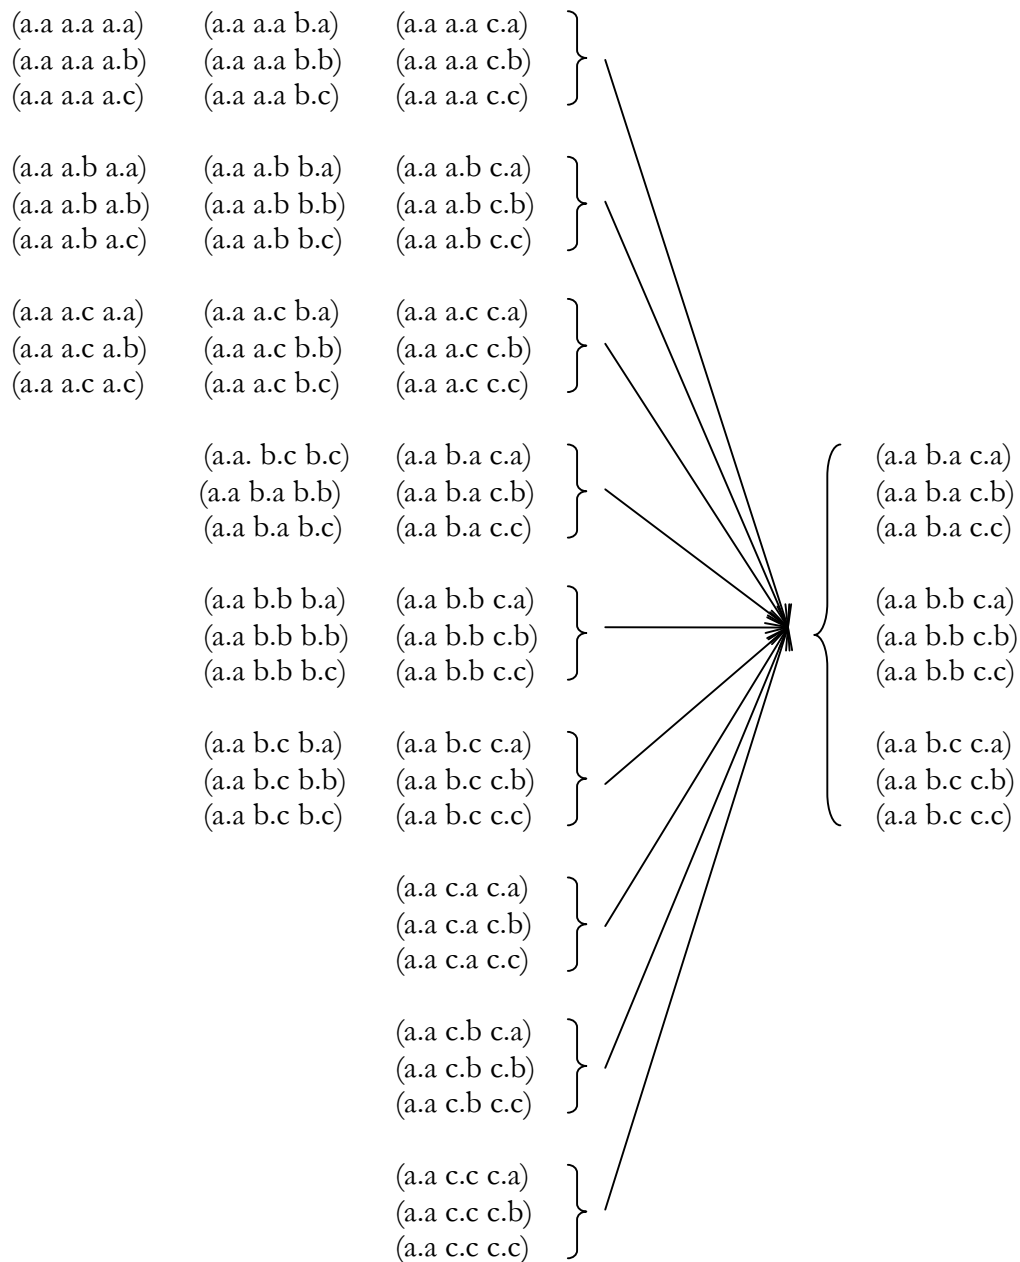 (a.a a.a a.a) (a.a a.a b.a) (a.a a.a c.a)
(a.a a.a a.b) (a.a a.a b.b) (a.a a.a c.b)
(a.a a.a a.c) (a.a a.a b.c) (a.a a.a c.c)
(a.a a.b a.a) (a.a a.b b.a) (a.a a.b c.a)
(a.a a.b a.b) (a.a a.b b.b) (a.a a.b c.b)
(a.a a.b a.c) (a.a a.b b.c) (a.a a.b c.c)
(a.a a.c a.a) (a.a a.c b.a) (a.a a.c c.a)
(a.a a.c a.b) (a.a a.c b.b) (a.a a.c c.b)
(a.a a.c a.c) (a.a a.c b.c) (a.a a.c c.c)
(a.a. b.c b.c) (a.a b.a c.a) (a.a b.a c.a)
(a.a b.a b.b) (a.a b.a c.b) (a.a b.a c.b)
(a.a b.a b.c) (a.a b.a c.c) (a.a b.a c.c)
(a.a b.b b.a) (a.a b.b c.a) (a.a b.b c.a)
(a.a b.b b.b) (a.a b.b c.b) (a.a b.b c.b)
(a.a b.b b.c) (a.a b.b c.c) (a.a b.b c.c)
(a.a b.c b.a) (a.a b.c c.a) (a.a b.c c.a)
(a.a b.c b.b) (a.a b.c c.b) (a.a b.c c.b)
(a.a b.c b.c) (a.a b.c c.c) (a.a b.c c.c)
(a.a c.a c.a)
(a.a c.a c.b)
(a.a c.a c.c)
(a.a c.b c.a)
(a.a c.b c.b)
(a.a c.b c.c)
(a.a c.c c.a)
(a.a c.c c.b)
(a.a c.c c.c)